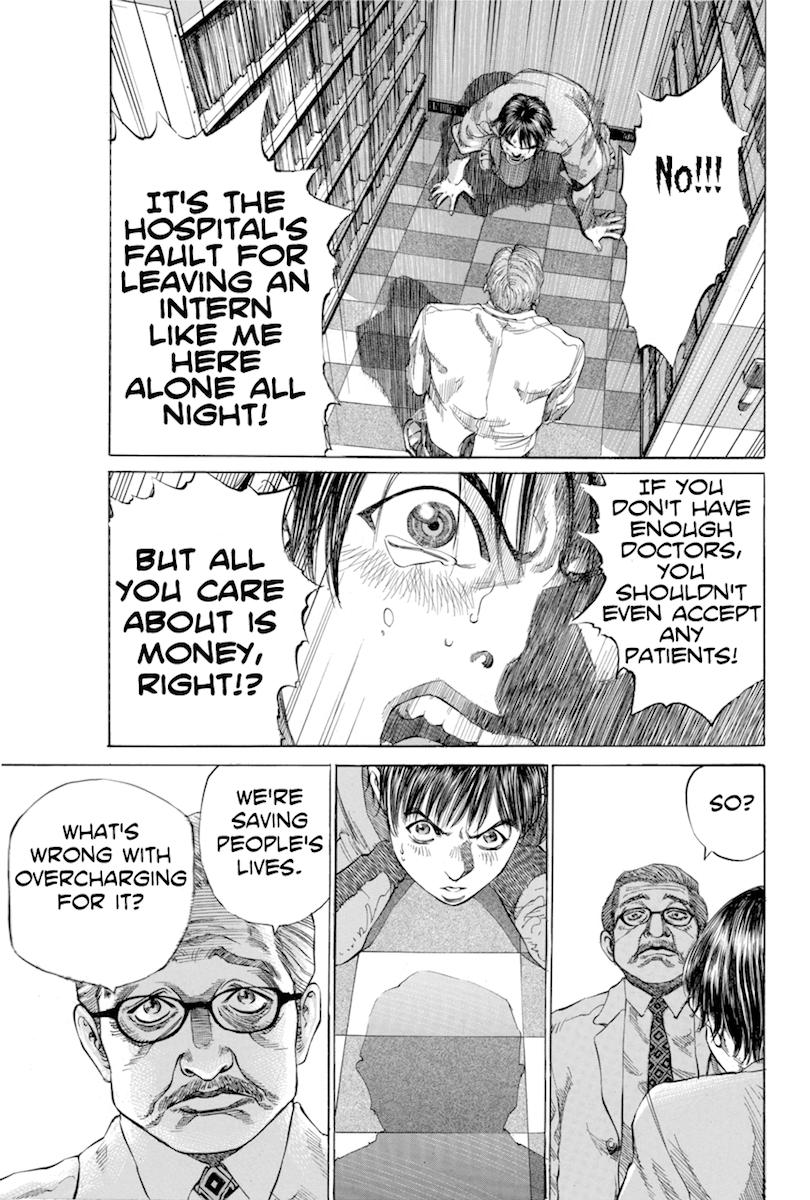 No!!!
IT'S THE
HOSPITAL'S
FAULT FOR
LEAVING AN
INTERN
LIKE ME
HERE
ALONE ALL
NIGHT!
IF YOU
DON'T HAVE
ENOUGH
DOCTORS,
YOU
SHOULDN'T
EVEN ACCEPT
ANY
PATIENTS!
BUT ALL
YOU CARE
ABOUT IS
MONEY,
RIGHT!?
SO?
WE'RE
SAVING
PEOPLE'S
LIVES.
WHAT'S
WRONG WITH
OVERCHARGING
FOR IT?